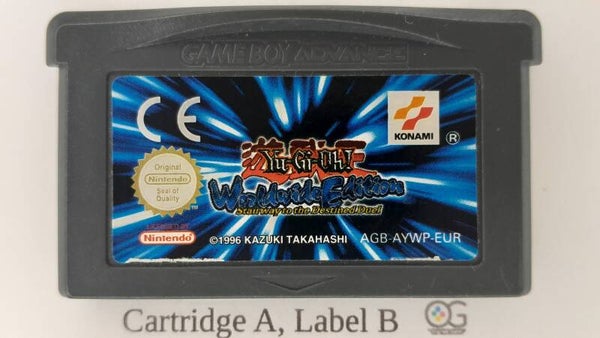 GAME BOY ADVANCE
CE
KONAMI ®
遊戯王
Yu-Gi-Oh!
Worldwide Edition
Stairway to the Destined Duel
Original
Nintendo
Seal of
Quality
Nintendo
©1996 KAZUKI TAKAHASHI
AGB-AYWP-EUR
Cartridge A, Label B
OG